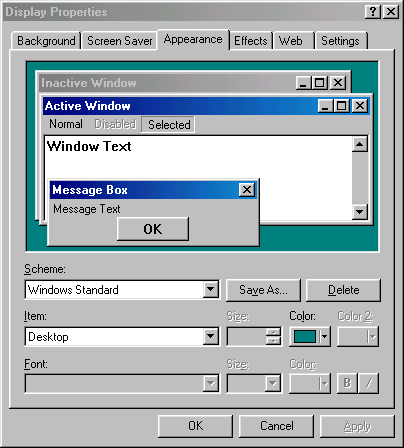 Display Properties
Background Screen Saver Appearance Effects Web Settings
Inactive Window
Active Window
Normal Disabled Selected
Window Text
Message Box
Message Text
OK
Scheme:
Windows Standard Save As... Delete
Item: Size: Color: Color 2:
Desktop
Font: Size: Color:
B /
OK Cancel Apply